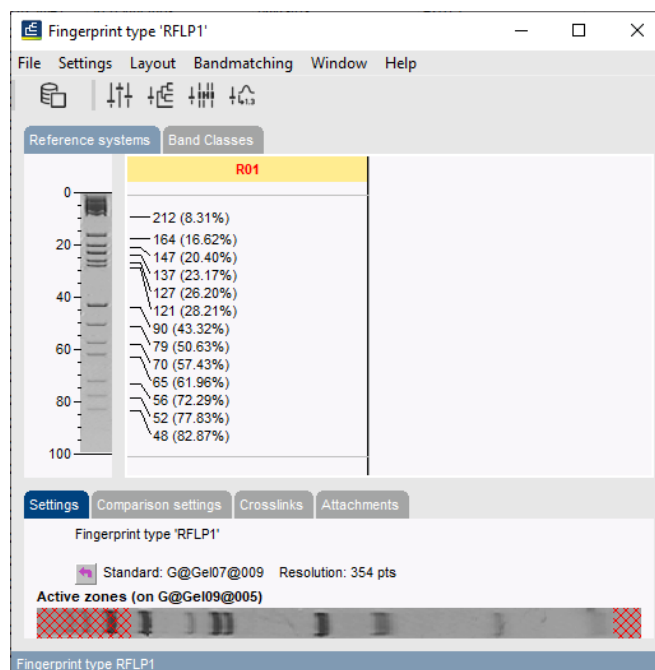 Fingerprint type 'RFLP1'
File Settings Layout Bandmatching Window Help
Reference systems Band Classes
R01
0
20
40
60
80
100
212 (8.31%)
164 (16.62%)
147 (20.40%)
137 (23.17%)
127 (26.20%)
121 (28.21%)
90 (43.32%)
79 (50.63%)
70 (57.43%)
65 (61.96%)
56 (72.29%)
52 (77.83%)
48 (82.87%)
Settings Comparison settings Crosslinks Attachments
Fingerprint type 'RFLP1'
Standard: G@Gel07@009 Resolution: 354 pts
Active zones (on G@Gel09@005)
Fingerprint type RFLP1